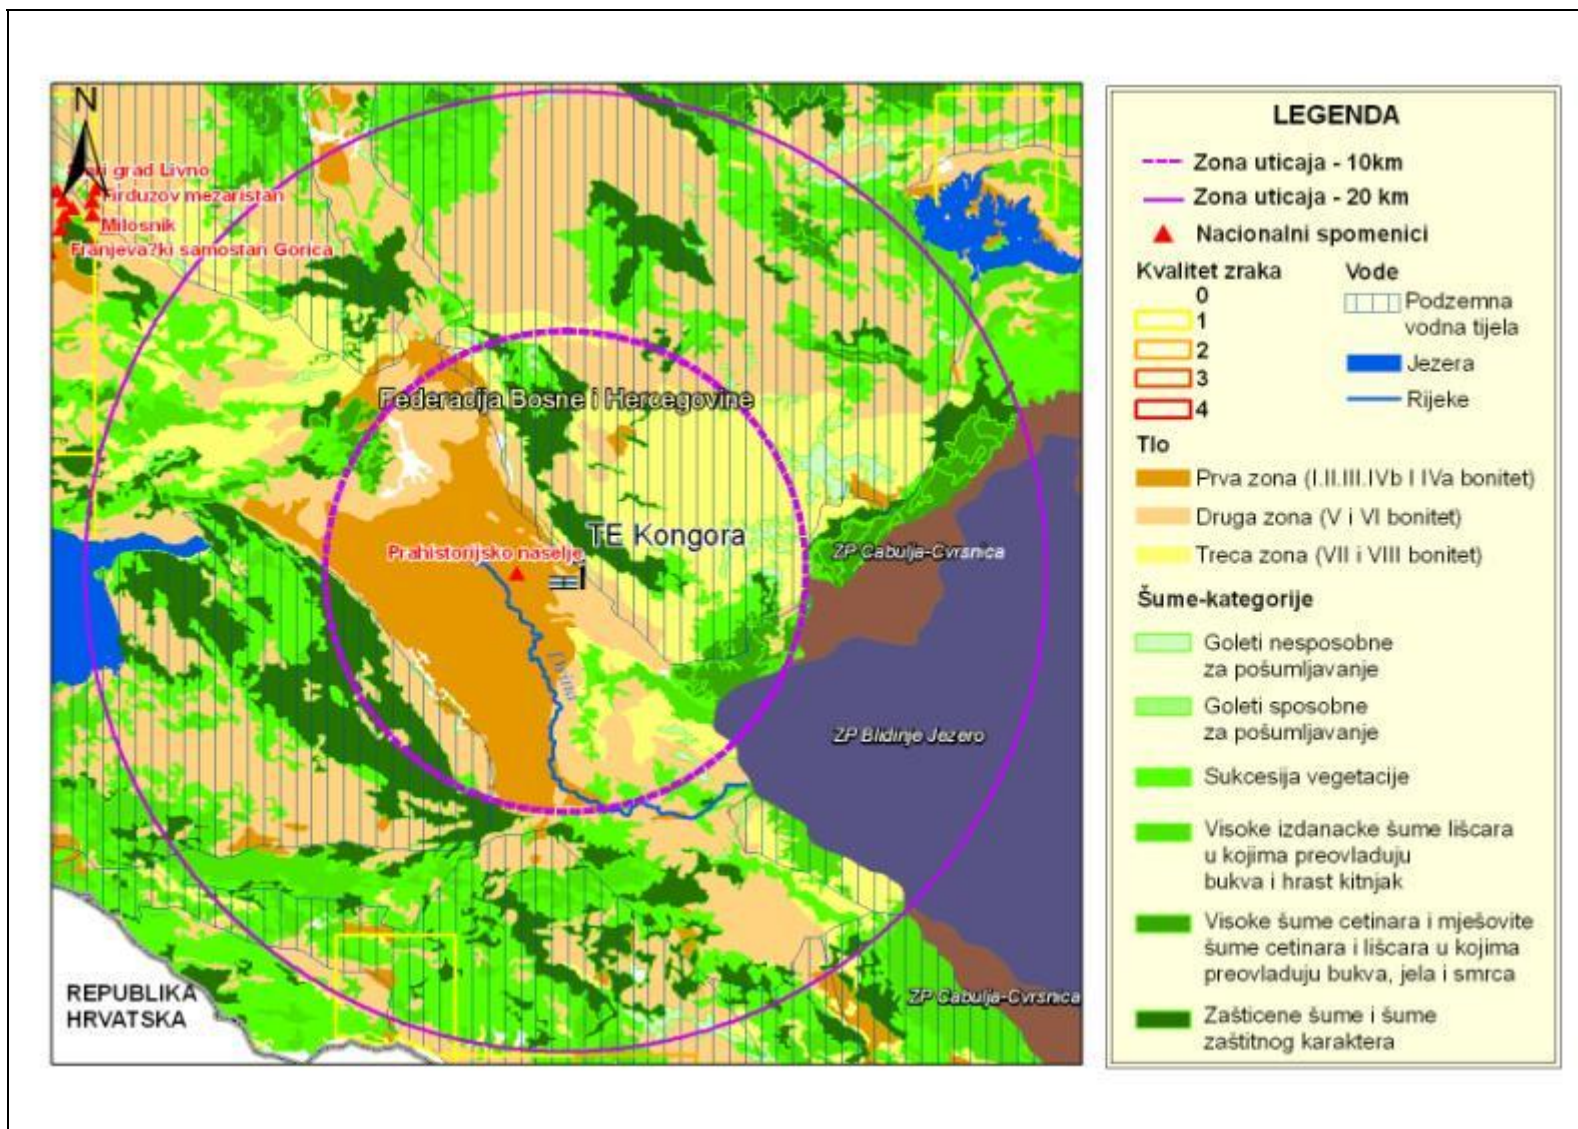 N
Stari grad Livno
Firduzov mezaristan
Milosnik
Franjeva?ki samostan Gorica
Federacija Bosne i Hercegovine
TE Kongora
Prahistorijsko naselje
ZP Cabulja-Cvrsnica
ZP Blidinje Jezero
ZP Cabulja-Cvrsnica
REPUBLIKA
HRVATSKA
LEGENDA
Zona uticaja - 10km
Zona uticaja - 20 km
Nacionalni spomenici
Kvalitet zraka
0
1
2
3
4
Vode
Podzemna
vodna tijela
Jezera
Rijeke
Tlo
Prva zona (I.II.III.IVb I IVa bonitet)
Druga zona (V i VI bonitet)
Treca zona (VII i VIII bonitet)
Šume-kategorije
Goleti nesposobne
za pošumljavanje
Goleti sposobne
za pošumljavanje
Sukcesija vegetacije
Visoke izdanacke šume lišcara
u kojima preovladuju
bukva i hrast kitnjak
Visoke šume cetinara i mješovite
šume cetinara i lišcara u kojima
preovladuju bukva, jela i smrca
Zašticene šume i šume
zaštitnog karaktera